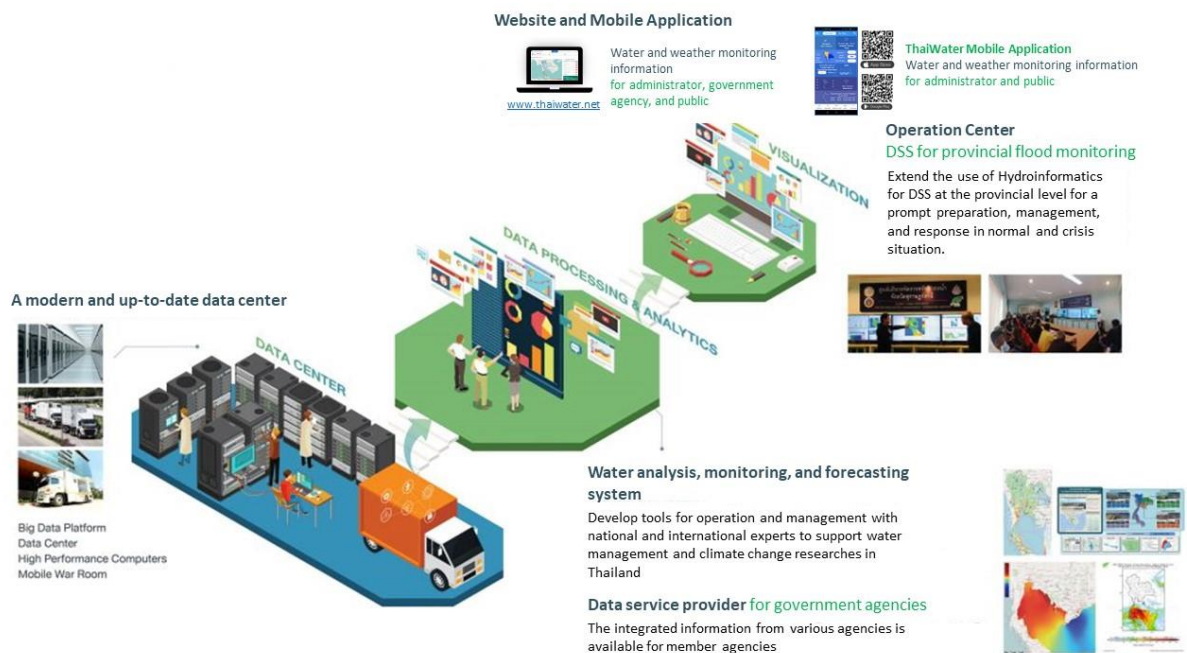 Website and Mobile Application
Water and weather monitoring
information
for administrator, government
agency, and public
www.thaiwater.net
ThaiWater Mobile Application
Water and weather monitoring information
for administrator and public
App Store
Google Play
Operation Center
DSS for provincial flood monitoring
Extend the use of Hydroinformatics
for DSS at the provincial level for a
prompt preparation, management,
and response in normal and crisis
situation.
VISUALIZATION
DATA PROCESSING & ANALYTICS
A modern and up-to-date data center
DATA CENTER
Big Data Platform
Data Center
High Performance Computers
Mobile War Room
Water analysis, monitoring, and forecasting
system
Develop tools for operation and management with
national and international experts to support water
management and climate change researches in
Thailand
Data service provider for government agencies
The integrated information from various agencies is
available for member agencies